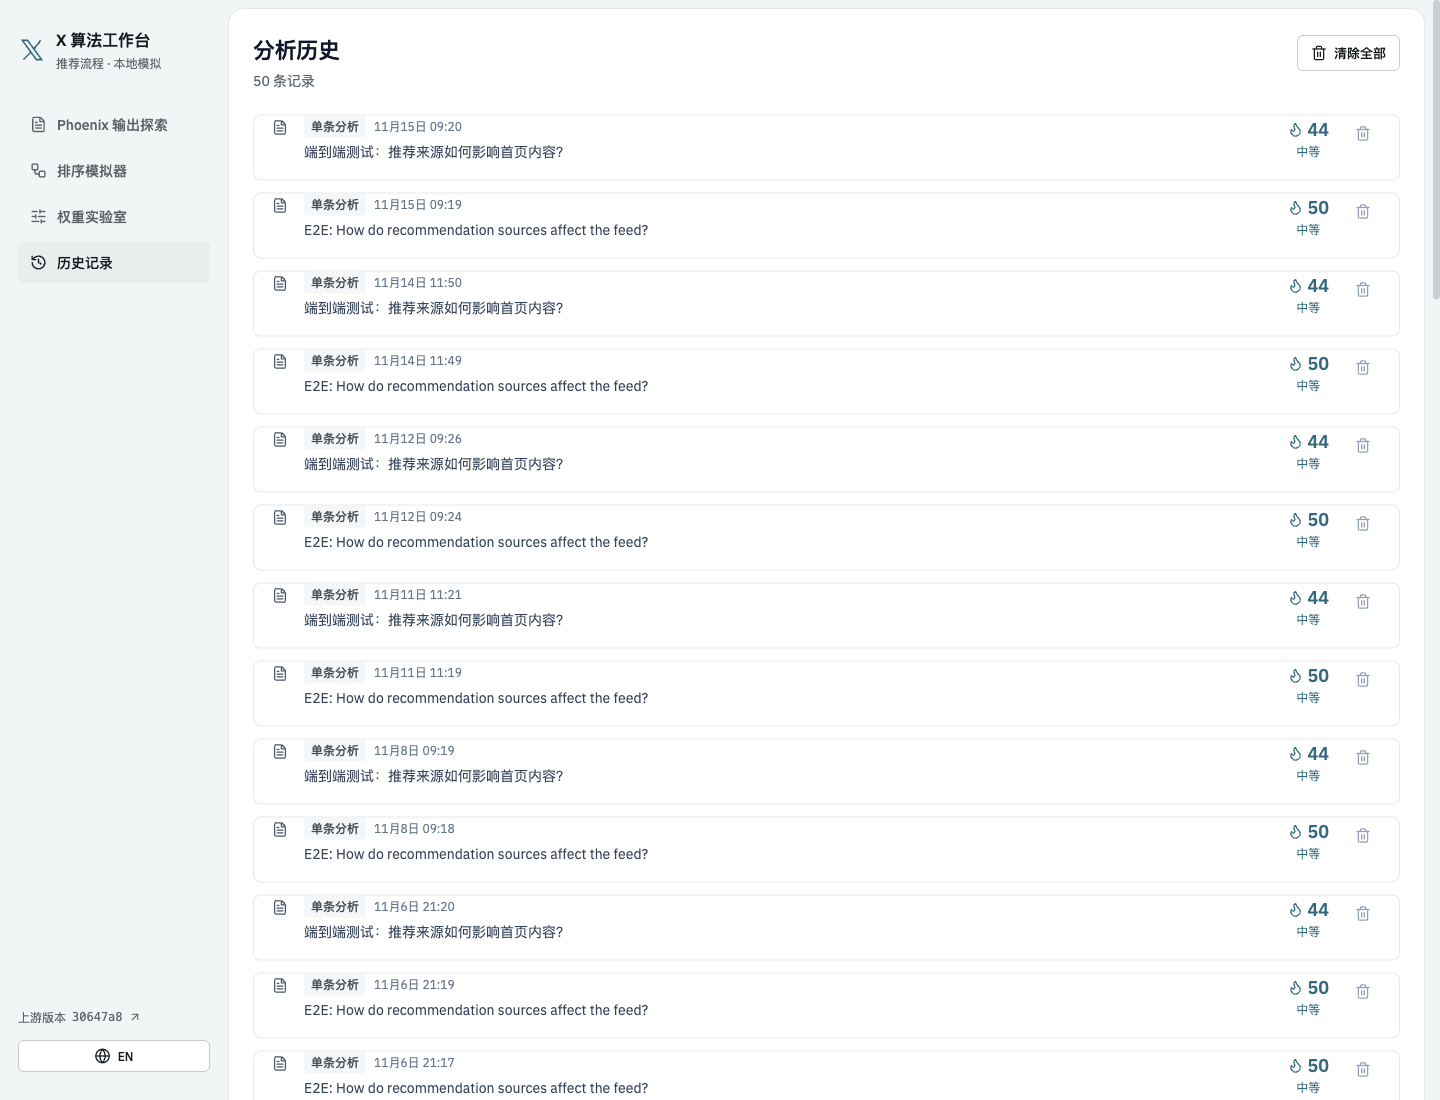 X 算法工作台
推荐流程 · 本地模拟
Phoenix 输出探索
排序模拟器
权重实验室
历史记录
上游版本 30647a8
EN
分析历史
50 条记录
清除全部
单条分析 11月15日 09:20
端到端测试：推荐来源如何影响首页内容？
44
中等
单条分析 11月15日 09:19
E2E: How do recommendation sources affect the feed?
50
中等
单条分析 11月14日 11:50
端到端测试：推荐来源如何影响首页内容？
44
中等
单条分析 11月14日 11:49
E2E: How do recommendation sources affect the feed?
50
中等
单条分析 11月12日 09:26
端到端测试：推荐来源如何影响首页内容？
44
中等
单条分析 11月12日 09:24
E2E: How do recommendation sources affect the feed?
50
中等
单条分析 11月11日 11:21
端到端测试：推荐来源如何影响首页内容？
44
中等
单条分析 11月11日 11:19
E2E: How do recommendation sources affect the feed?
50
中等
单条分析 11月8日 09:19
端到端测试：推荐来源如何影响首页内容？
44
中等
单条分析 11月8日 09:18
E2E: How do recommendation sources affect the feed?
50
中等
单条分析 11月6日 21:20
端到端测试：推荐来源如何影响首页内容？
44
中等
单条分析 11月6日 21:19
E2E: How do recommendation sources affect the feed?
50
中等
单条分析 11月6日 21:17
E2E: How do recommendation sources affect the feed?
50
中等